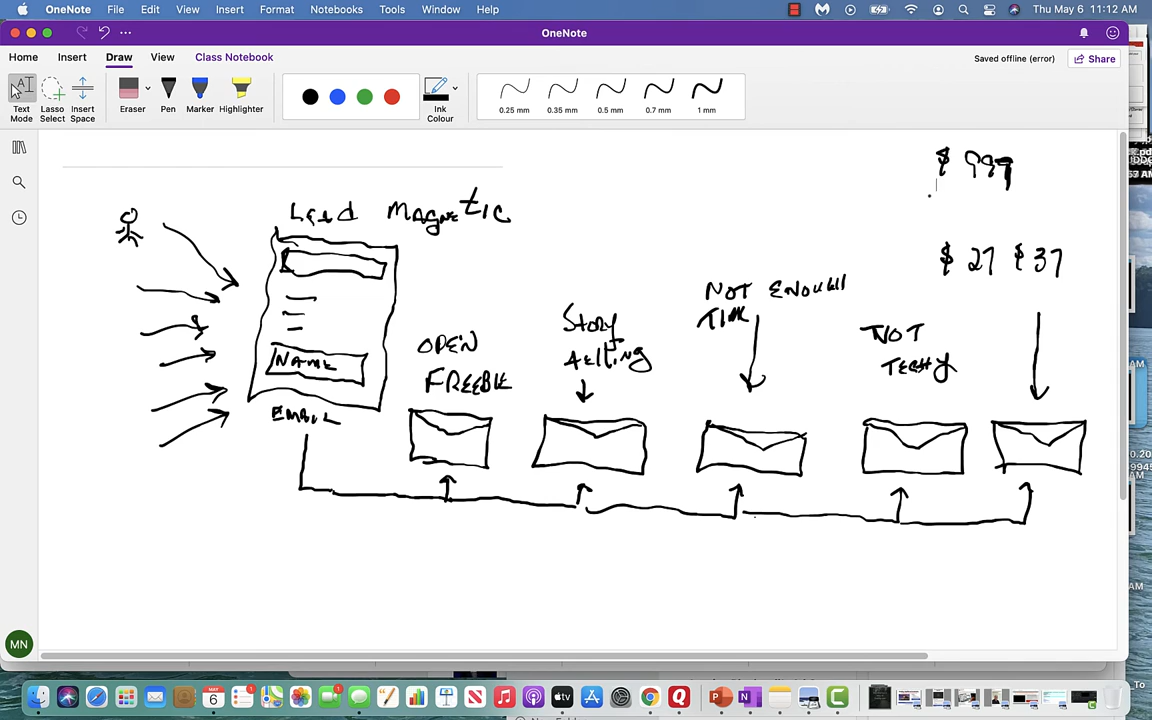 OneNote File Edit View Insert Format Notebooks Tools Window Help Thu May 6 11:12 AM
OneNote
Home Insert Draw View Class Notebook Saved offline (error) Share
Text Mode
Lasso Select
Insert Space
Eraser
Pen
Marker
Highlighter
Ink Colour
0.25 mm 0.35 mm 0.5 mm 0.7 mm 1 mm
$ 997
Lead MAGNETIC
$ 27 $ 37
NOT ENOUGH
TIME
STORY
TELLING
NOT
TECHY
OPEN
FREEBIE
NAME
EMAIL
MN